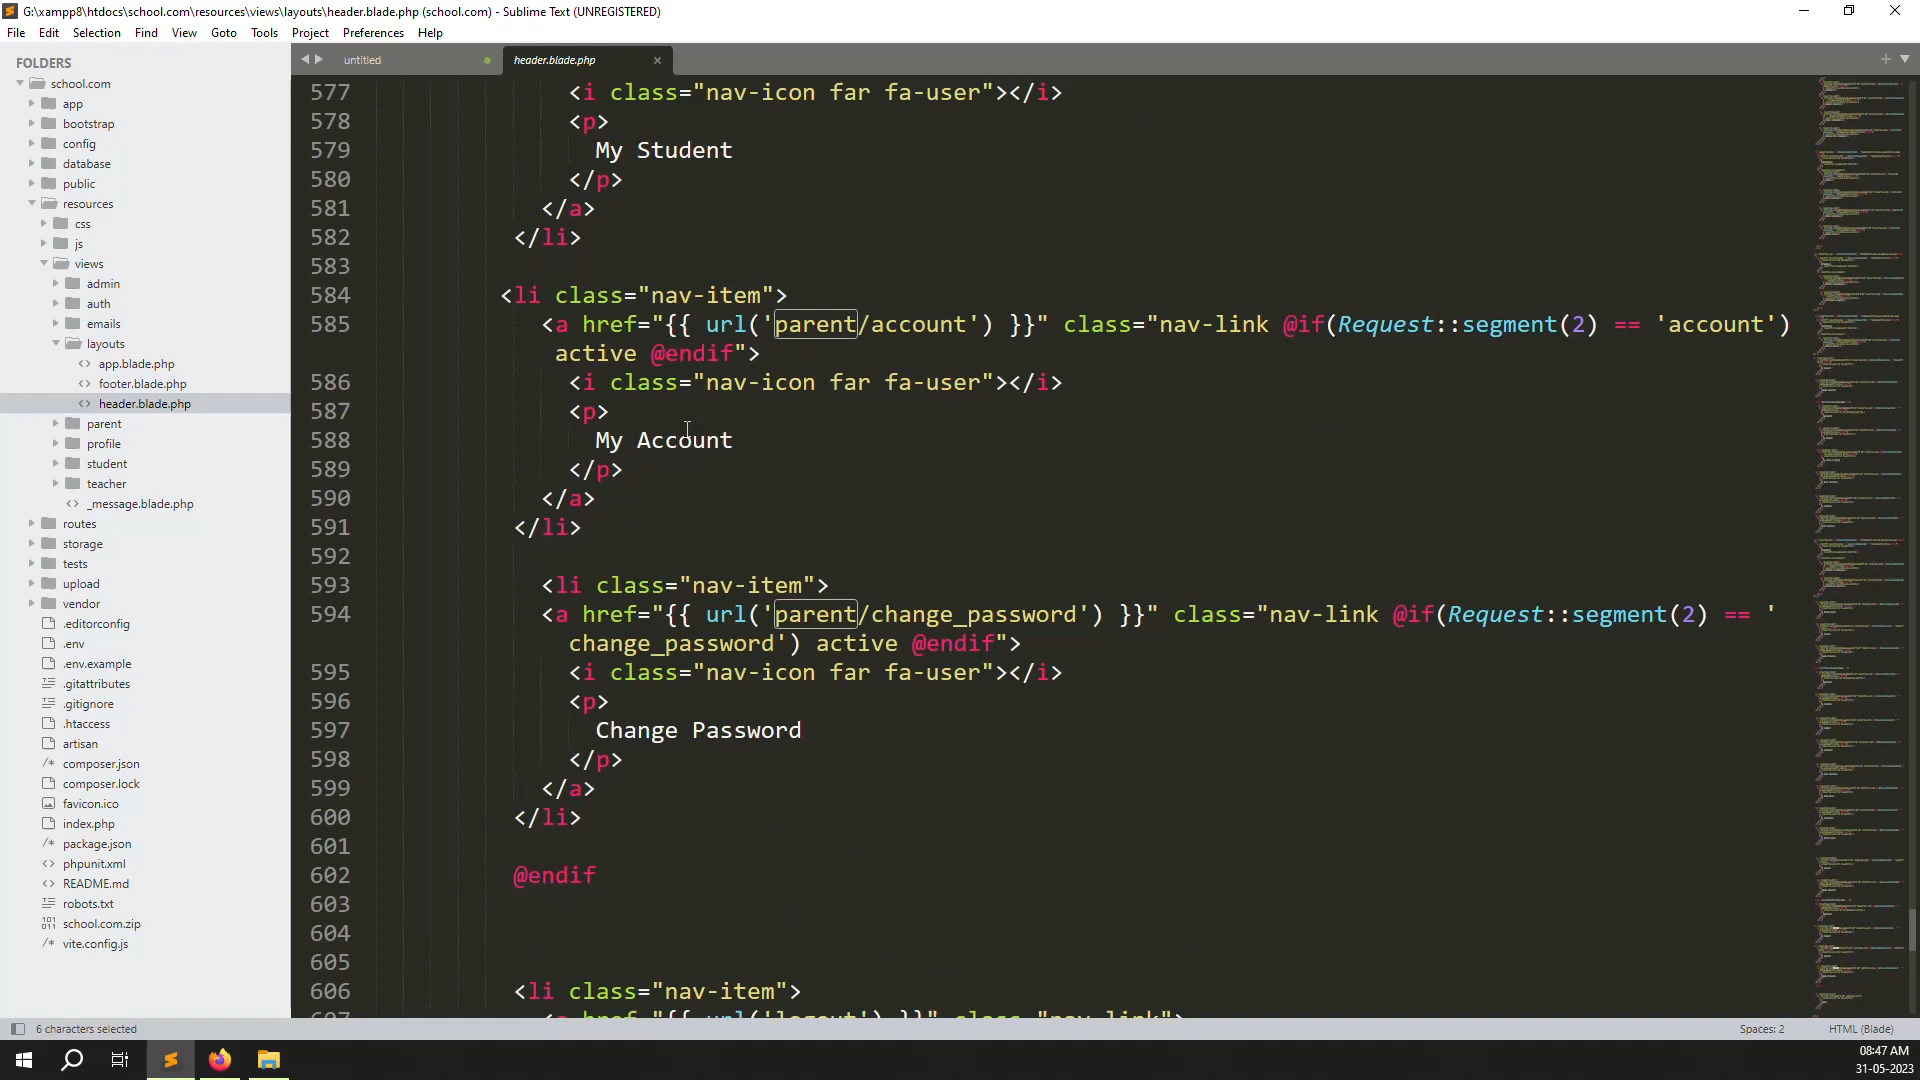 G:\xampp8\htdocs\school.com\resources\views\layouts\header.blade.php (school.com) - Sublime Text (UNREGISTERED)
File Edit Selection Find View Goto Tools Project Preferences Help
FOLDERS
school.com
app
bootstrap
config
database
public
resources
css
js
views
admin
auth
emails
layouts
app.blade.php
footer.blade.php
header.blade.php
parent
profile
student
teacher
_message.blade.php
routes
storage
tests
upload
vendor
.editorconfig
.env
.env.example
.gitattributes
.gitignore
.htaccess
artisan
composer.json
composer.lock
favicon.ico
index.php
package.json
phpunit.xml
README.md
robots.txt
school.com.zip
vite.config.js
untitled
header.blade.php
577 <i class="nav-icon far fa-user"></i>
578 <p>
579 My Student
580 </p>
581 </a>
582 </li>
583
584 <li class="nav-item">
585 <a href="{{ url('parent/account') }}" class="nav-link @if(Request::segment(2) == 'account')
active @endif">
586 <i class="nav-icon far fa-user"></i>
587 <p>
588 My Account
589 </p>
590 </a>
591 </li>
592
593 <li class="nav-item">
594 <a href="{{ url('parent/change_password') }}" class="nav-link @if(Request::segment(2) == '
change_password') active @endif">
595 <i class="nav-icon far fa-user"></i>
596 <p>
597 Change Password
598 </p>
599 </a>
600 </li>
601
602 @endif
603
604
605
606 <li class="nav-item">
607 <a href="{{ url('logout') }}" class="nav-link">
6 characters selected
Spaces: 2
HTML (Blade)
08:47 AM
31-05-2023